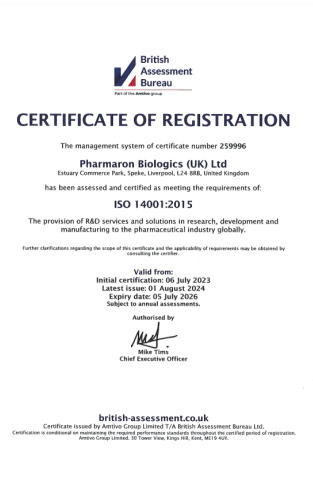 British
Assessment
Bureau
Part of the Amtivo group
CERTIFICATE OF REGISTRATION
The management system of certificate number 259996
Pharmaron Biologics (UK) Ltd
Estuary Commerce Park, Speke, Liverpool, L24 8RB, United Kingdom
has been assessed and certified as meeting the requirements of:
ISO 14001:2015
The provision of R&D services and solutions in research, development and
manufacturing to the pharmaceutical industry globally.
Further clarifications regarding the scope of this certificate and the applicability of requirements may be obtained by
consulting the certifier.
Valid from:
Initial certification: 06 July 2023
Latest issue: 01 August 2024
Expiry date: 05 July 2026
Subject to annual assessments.
Authorised by
Mike Tims
Chief Executive Officer
british-assessment.co.uk
Certificate issued by Amtivo Group Limited T/A British Assessment Bureau Ltd.
Certification is conditional on maintaining the required performance standards throughout the certified period of registration.
Amtivo Group Limited, 30 Tower View, Kings Hill, Kent, ME19 4UY.